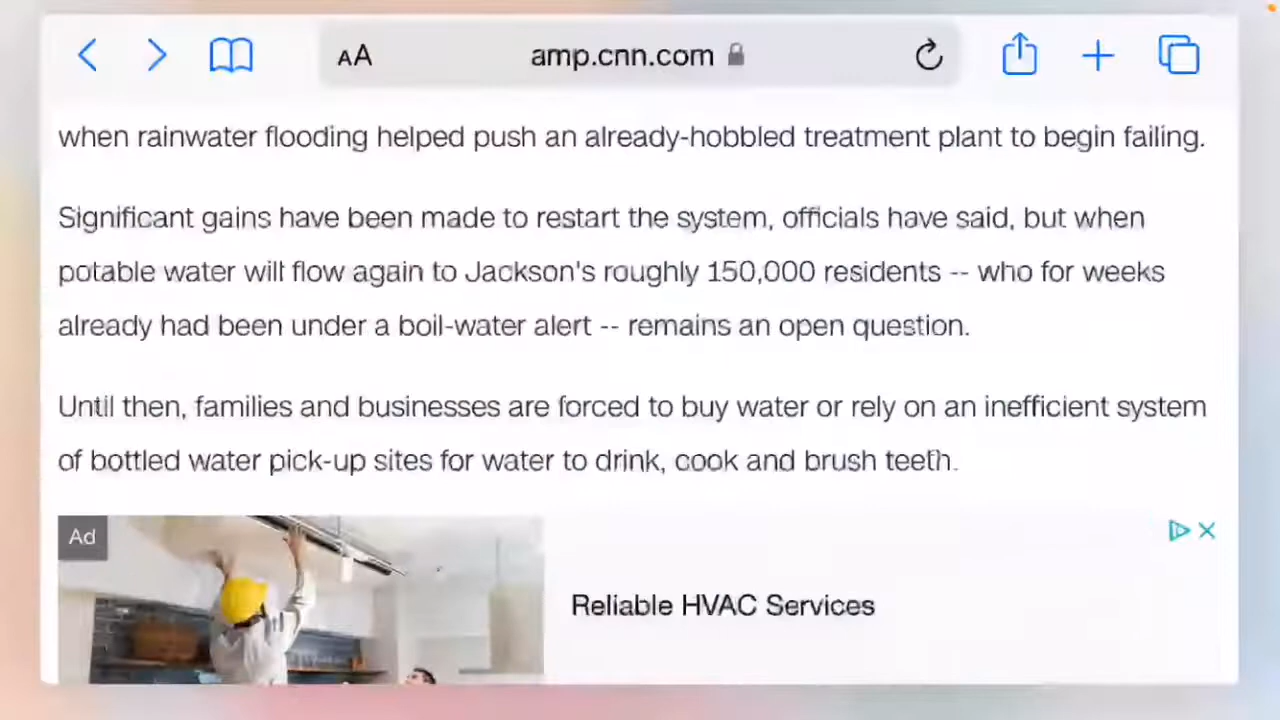 AA
amp.cnn.com
when rainwater flooding helped push an already-hobbled treatment plant to begin failing.
Significant gains have been made to restart the system, officials have said, but when
potable water will flow again to Jackson's roughly 150,000 residents -- who for weeks
already had been under a boil-water alert -- remains an open question.
Until then, families and businesses are forced to buy water or rely on an inefficient system
of bottled water pick-up sites for water to drink, cook and brush teeth.
Ad
Reliable HVAC Services